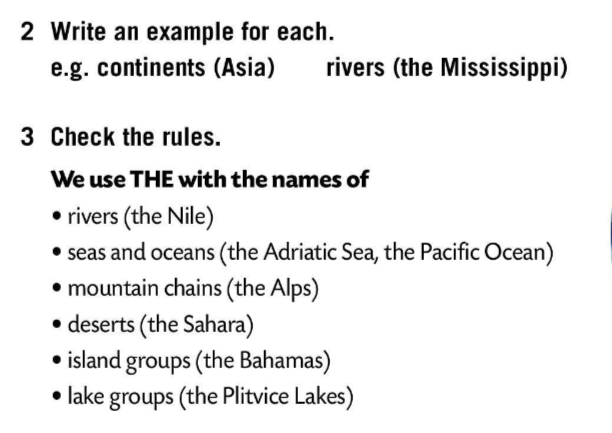 2 Write an example for each.
e.g. continents (Asia) rivers (the Mississippi)
3 Check the rules.
We use THE with the names of
• rivers (the Nile)
• seas and oceans (the Adriatic Sea, the Pacific Ocean)
• mountain chains (the Alps)
• deserts (the Sahara)
• island groups (the Bahamas)
• lake groups (the Plitvice Lakes)